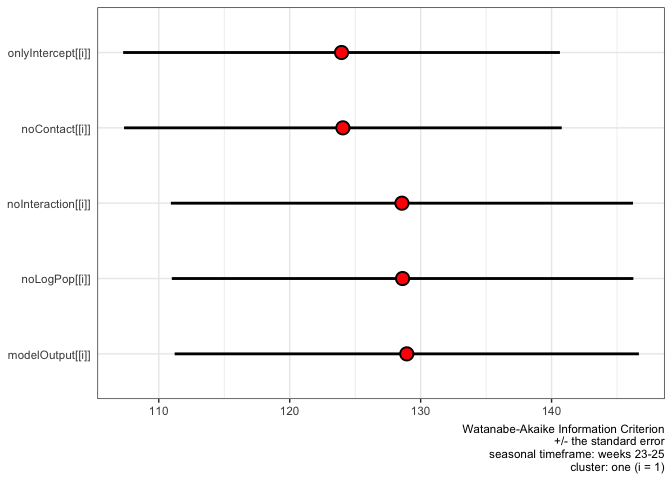 onlyIntercept[[i]]
noContact[[i]]
noInteraction[[i]]
noLogPop[[i]]
modelOutput[[i]]
110 120 130 140
Watanabe-Akaike Information Criterion
+/- the standard error
seasonal timeframe: weeks 23-25
cluster: one (i = 1)